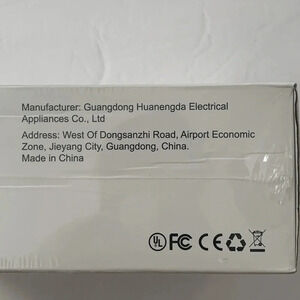 Manufacturer: Guangdong Huanengda Electrical
Appliances Co., Ltd
Address: West Of Dongsanzhi Road, Airport Economic
Zone, Jieyang City, Guangdong, China.
Made in China
UL FC CE